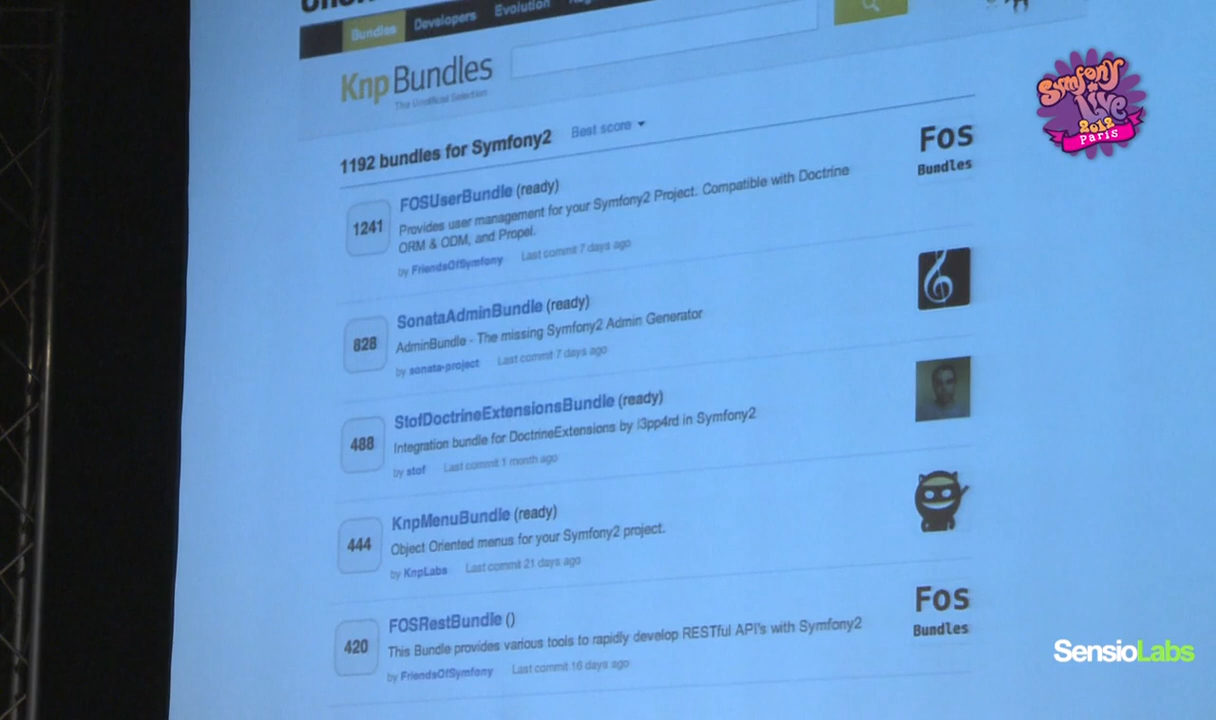 Bundles Developers Evolution
KnpBundles
The Unofficial Selection
1192 bundles for Symfony2 Best score
Symfony
Live
2012
Paris
FOSUserBundle (ready)
1241
Provides user management for your Symfony2 Project. Compatible with Doctrine
ORM & ODM, and Propel.
by FriendsOfSymfony Last commit 7 days ago
Fos
Bundles
SonataAdminBundle (ready)
828
AdminBundle - The missing Symfony2 Admin Generator
by sonata-project Last commit 7 days ago
StofDoctrineExtensionsBundle (ready)
488
Integration bundle for DoctrineExtensions by l3pp4rd in Symfony2
by stof Last commit 1 month ago
KnpMenuBundle (ready)
444
Object Oriented menus for your Symfony2 project.
by KnpLabs Last commit 21 days ago
FOSRestBundle ()
420
This Bundle provides various tools to rapidly develop RESTful API's with Symfony2
by FriendsOfSymfony Last commit 16 days ago
Fos
Bundles
SensioLabs